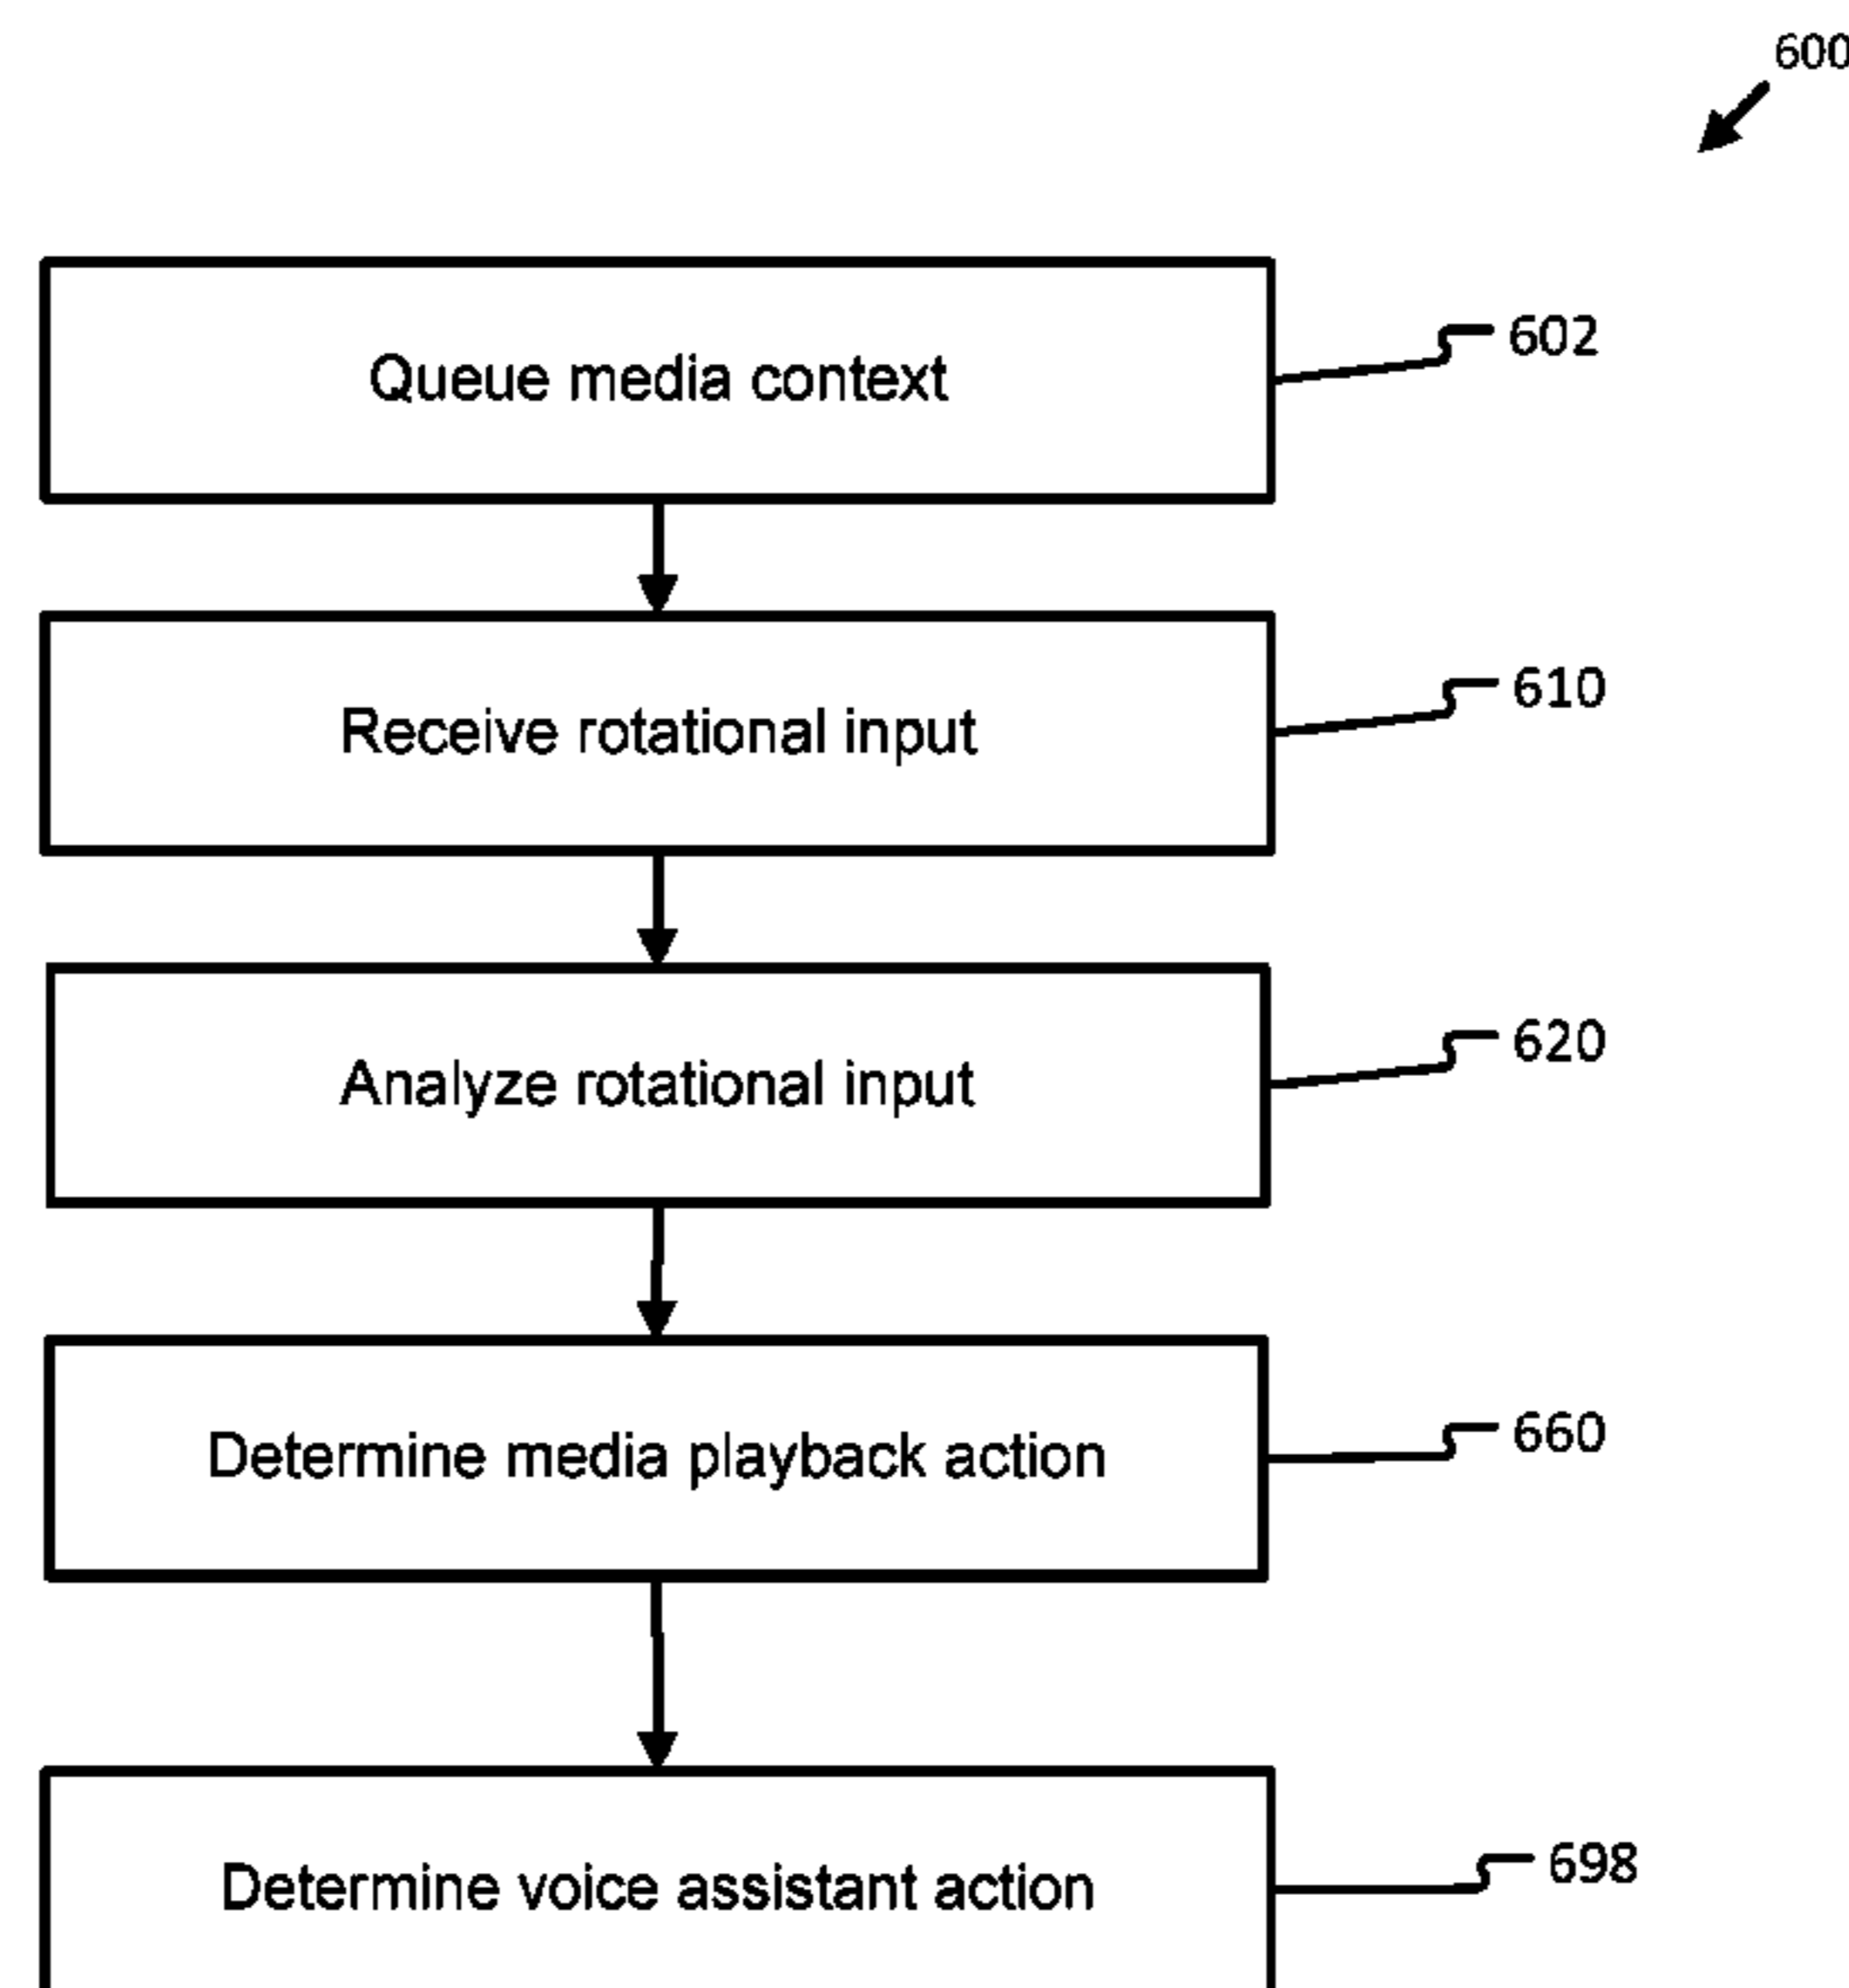 600
Queue media context
602
Receive rotational input
610
Analyze rotational input
620
Determine media playback action
660
Determine voice assistant action
698